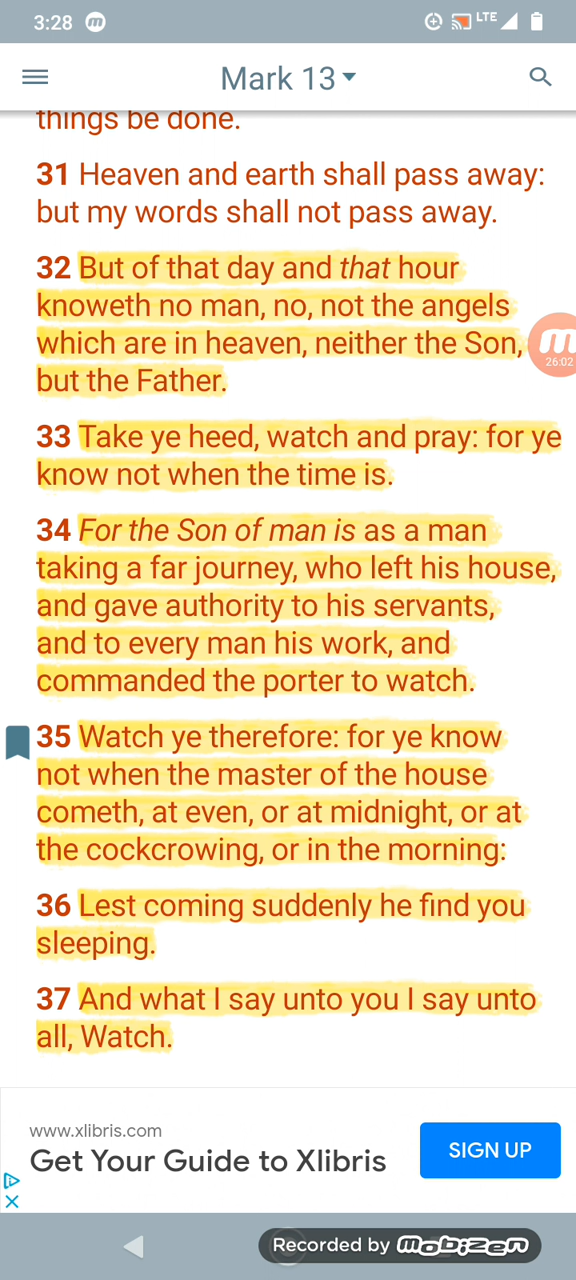 3:28 m LTE
Mark 13
things be done.
31 Heaven and earth shall pass away:
but my words shall not pass away.
32 But of that day and that hour
knoweth no man, no, not the angels
which are in heaven, neither the Son,
but the Father.
m
26:02
33 Take ye heed, watch and pray: for ye
know not when the time is.
34 For the Son of man is as a man
taking a far journey, who left his house,
and gave authority to his servants,
and to every man his work, and
commanded the porter to watch.
35 Watch ye therefore: for ye know
not when the master of the house
cometh, at even, or at midnight, or at
the cockcrowing, or in the morning:
36 Lest coming suddenly he find you
sleeping.
37 And what I say unto you I say unto
all, Watch.
www.xlibris.com
Get Your Guide to Xlibris
SIGN UP
Recorded by mobizen